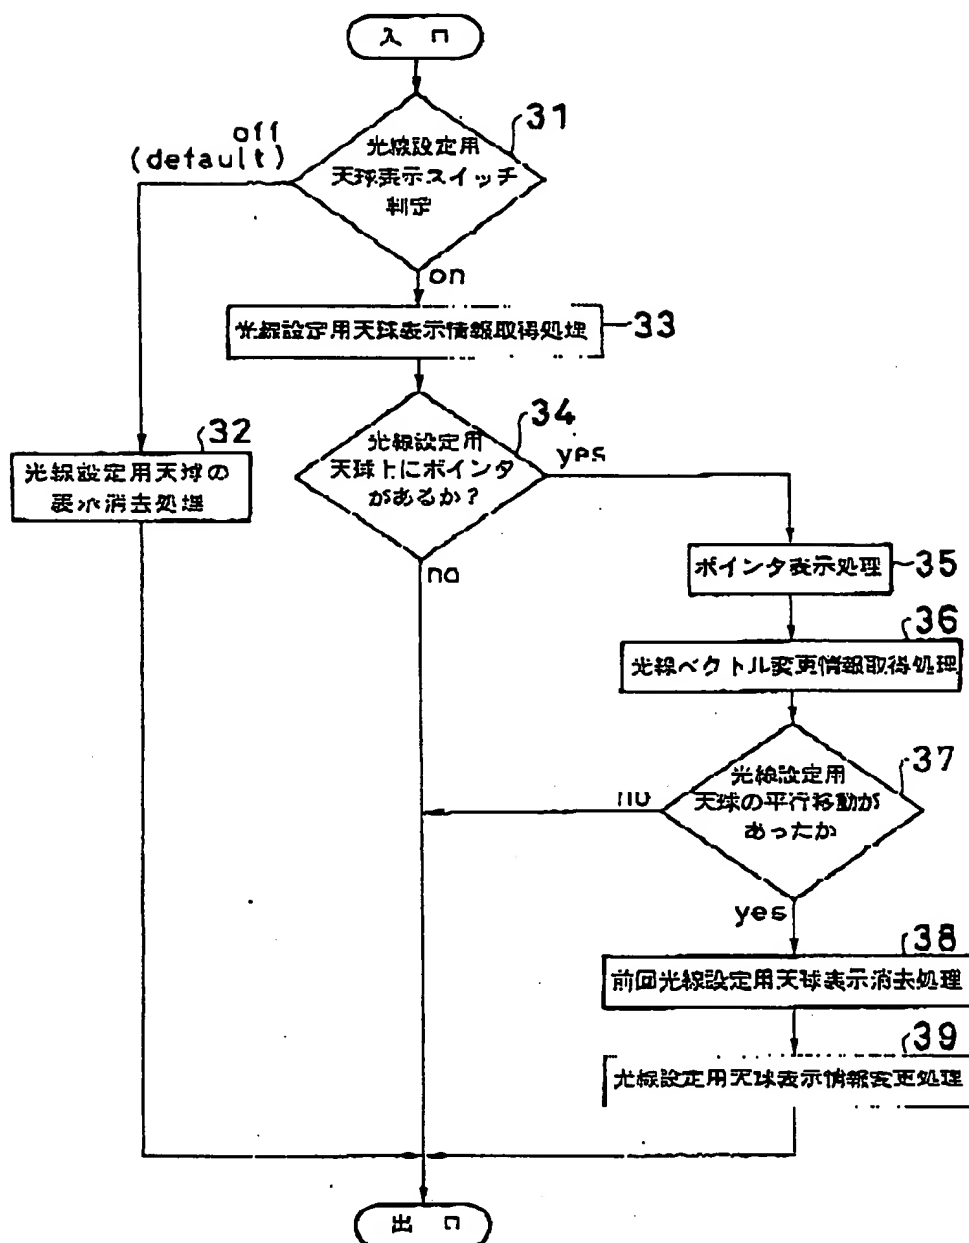 入口
31
off
(default)
光線設定用
天球表示スイッチ
判定
on
光線設定用天球表示情報取得処理
33
34
光線設定用
天球上にポインタ
があるか？
yes
no
32
光線設定用天球の
表示消去処理
ポインタ表示処理
35
36
光線ベクトル変更情報取得処理
37
光線設定用
天球の平行移動が
あったか
no
yes
38
前回光線設定用天球表示消去処理
39
光線設定用天球表示情報変更処理
出口